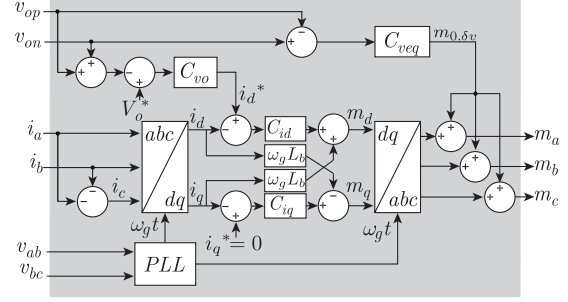 v_op
v_on
C_veq
m_0.δv
C_vo
V_o*
i_d*
i_a
abc
i_d
C_id
m_d
dq
m_a
ω_g L_b
i_b
m_b
ω_g L_b
i_c
dq
i_q
C_iq
m_q
abc
m_c
ω_g t
i_q* = 0
ω_g t
v_ab
PLL
v_bc